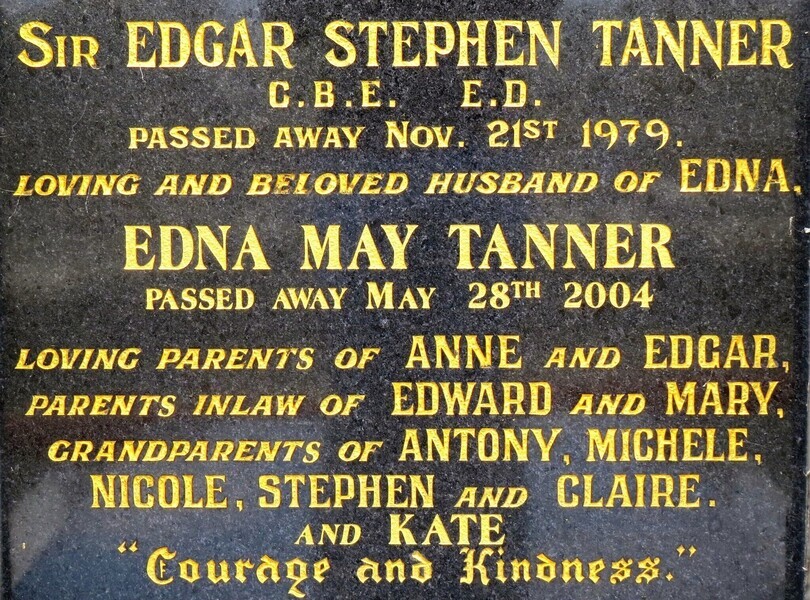 Sir EDGAR STEPHEN TANNER
C.B.E. E.D.
PASSED AWAY Nov. 21ST 1979.
LOVING AND BELOVED HUSBAND OF EDNA.
EDNA MAY TANNER
PASSED AWAY May 28TH 2004
LOVING PARENTS OF ANNE AND EDGAR,
PARENTS INLAW OF EDWARD AND MARY,
GRANDPARENTS OF ANTONY, MICHELE,
NICOLE, STEPHEN AND CLAIRE.
AND KATE
"Courage and Kindness."